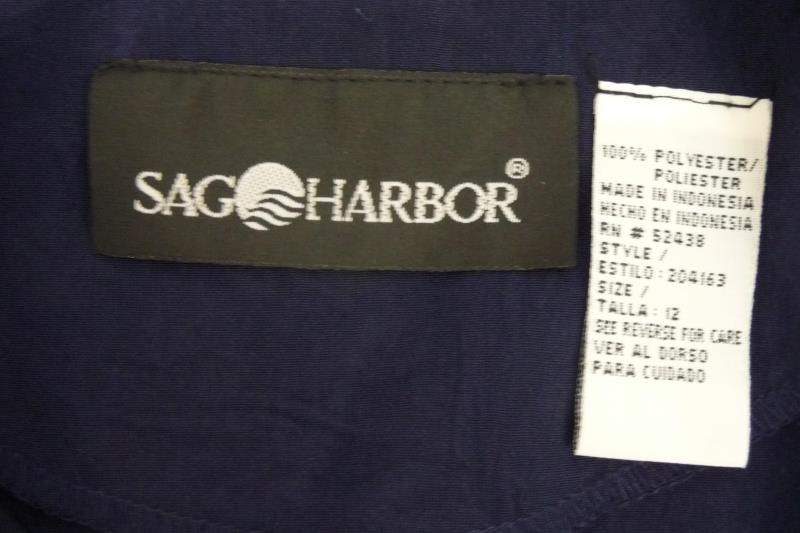 SAG HARBOR®
100% POLYESTER/
POLIESTER
MADE IN INDONESIA
HECHO EN INDONESIA
RN # 52438
STYLE /
ESTILO : 204163
SIZE /
TALLA : 12
SEE REVERSE FOR CARE
VER AL DORSO
PARA CUIDADO